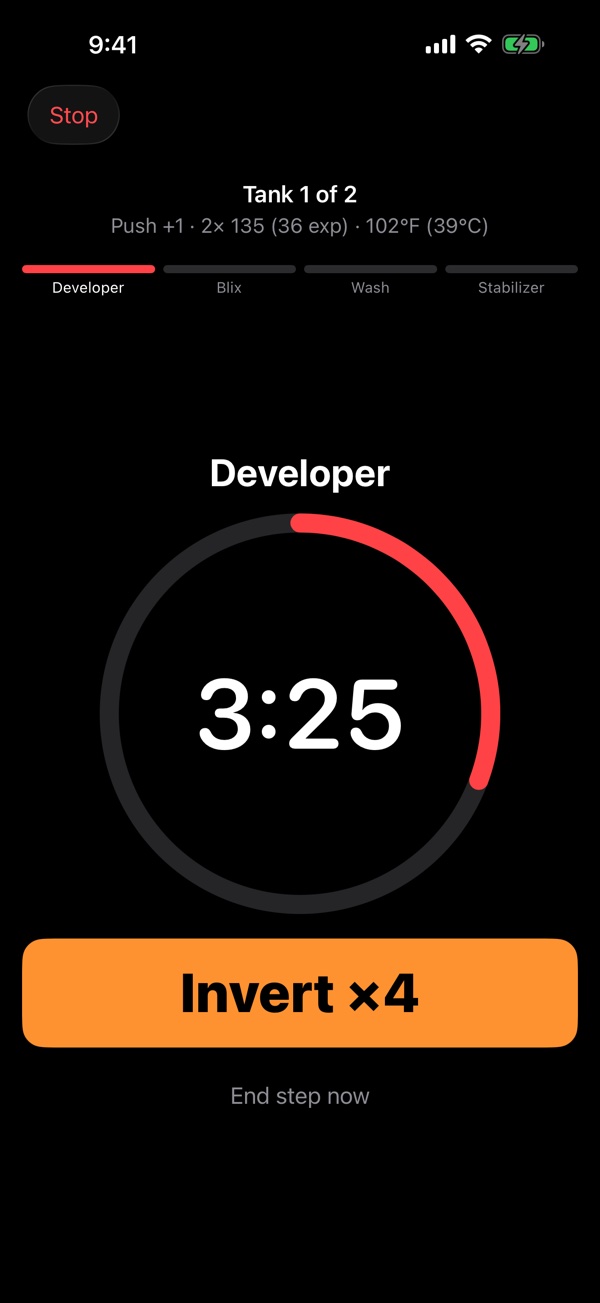 9:41
Stop
Tank 1 of 2
Push +1 · 2× 135 (36 exp) · 102°F (39°C)
Developer Blix Wash Stabilizer
Developer
3:25
Invert ×4
End step now